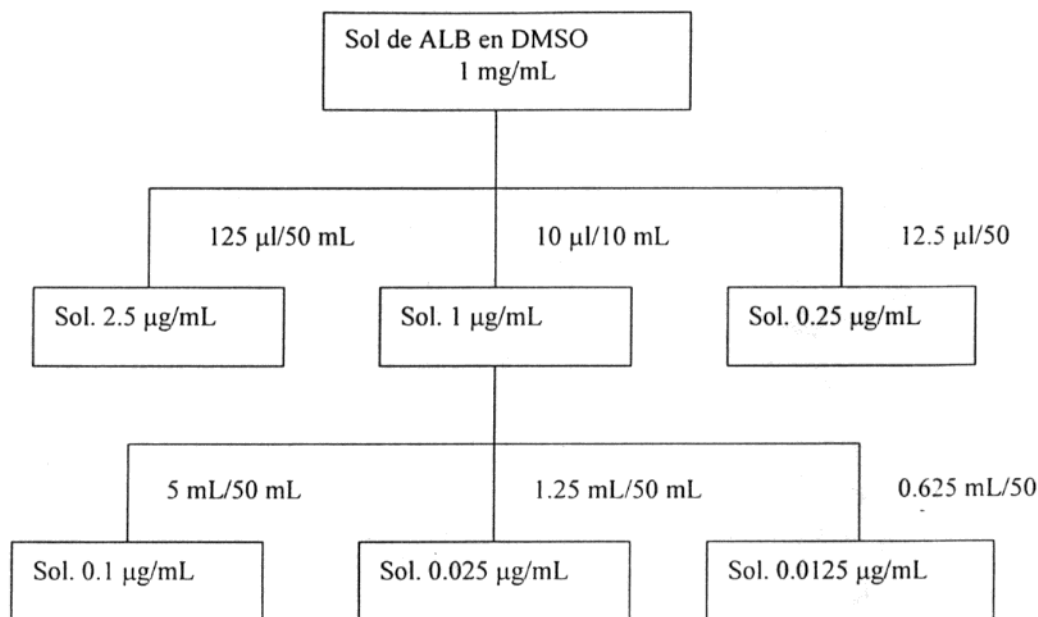 Sol de ALB en DMSO
1 mg/mL
125 μl/50 mL
10 μl/10 mL
12.5 μl/50
Sol. 2.5 μg/mL
Sol. 1 μg/mL
Sol. 0.25 μg/mL
5 mL/50 mL
1.25 mL/50 mL
0.625 mL/50
Sol. 0.1 μg/mL
Sol. 0.025 μg/mL
Sol. 0.0125 μg/mL